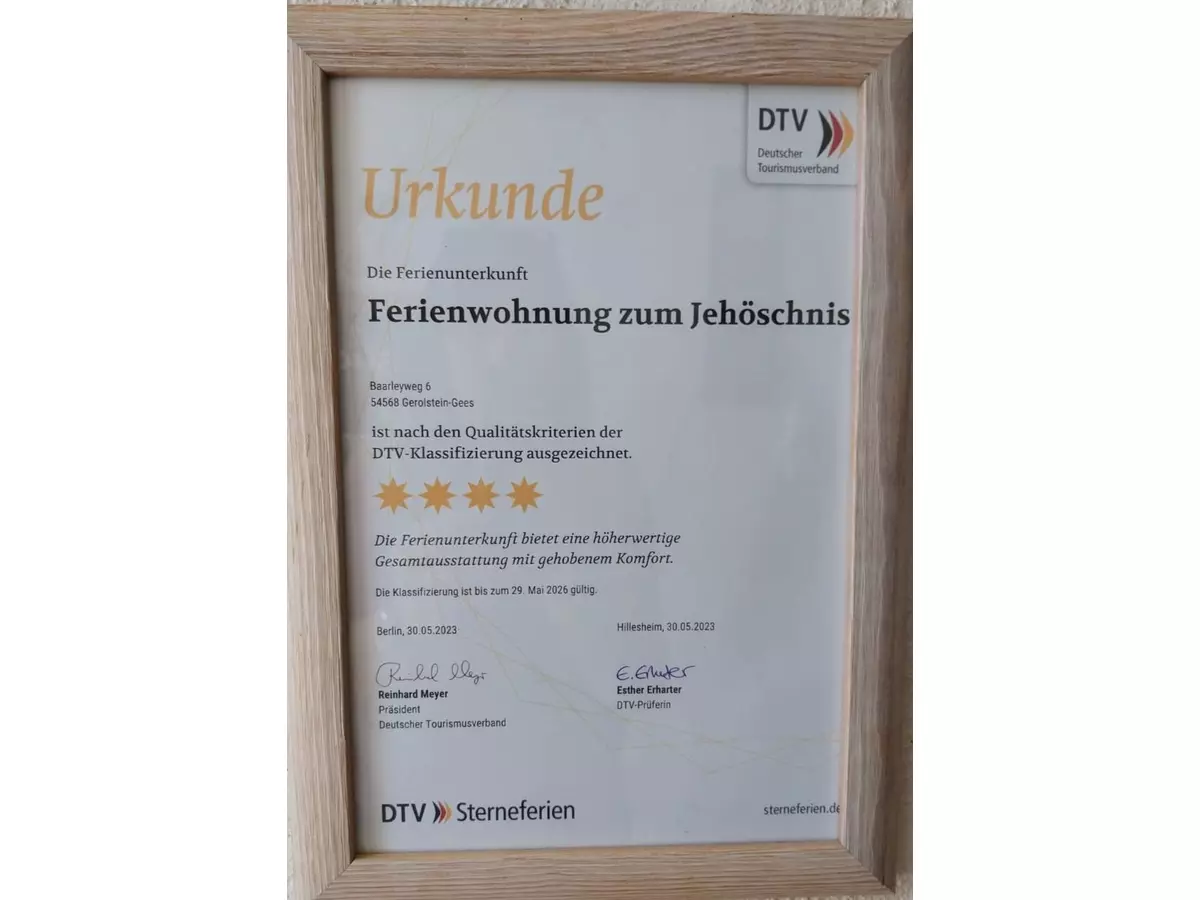 DTV
Deutscher
Tourismusverband
Urkunde
Die Ferienunterkunft
Ferienwohnung zum Jehöschnis
Baarleyweg 6
54568 Gerolstein-Gees
ist nach den Qualitätskriterien der
DTV-Klassifizierung ausgezeichnet.
Die Ferienunterkunft bietet eine höherwertige
Gesamtausstattung mit gehobenem Komfort.
Die Klassifizierung ist bis zum 29. Mai 2026 gültig.
Berlin, 30.05.2023
Hillesheim, 30.05.2023
Reinhard Meyer
E. Erharter
Reinhard Meyer
Präsident
Deutscher Tourismusverband
Esther Erharter
DTV-Prüferin
DTV Sterneferien
sterneferien.de